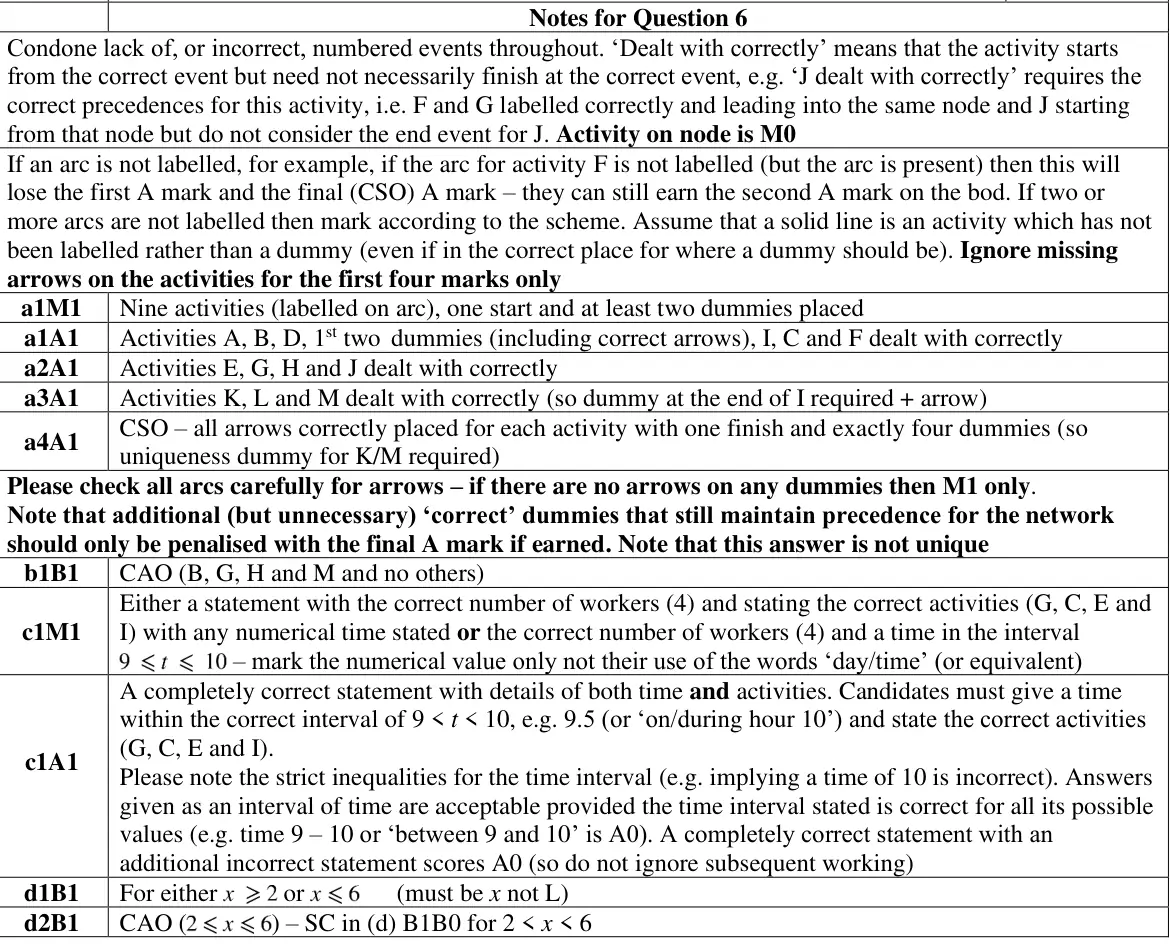 Notes for Question 6
Condone lack of, or incorrect, numbered events throughout. ‘Dealt with correctly’ means that the activity starts
from the correct event but need not necessarily finish at the correct event, e.g. ‘J dealt with correctly’ requires the
correct precedences for this activity, i.e. F and G labelled correctly and leading into the same node and J starting
from that node but do not consider the end event for J. Activity on node is M0
If an arc is not labelled, for example, if the arc for activity F is not labelled (but the arc is present) then this will
lose the first A mark and the final (CSO) A mark – they can still earn the second A mark on the bod. If two or
more arcs are not labelled then mark according to the scheme. Assume that a solid line is an activity which has not
been labelled rather than a dummy (even if in the correct place for where a dummy should be). Ignore missing
arrows on the activities for the first four marks only
a1M1 Nine activities (labelled on arc), one start and at least two dummies placed
a1A1 Activities A, B, D, 1st two dummies (including correct arrows), I, C and F dealt with correctly
a2A1 Activities E, G, H and J dealt with correctly
a3A1 Activities K, L and M dealt with correctly (so dummy at the end of I required + arrow)
a4A1 CSO – all arrows correctly placed for each activity with one finish and exactly four dummies (so
uniqueness dummy for K/M required)
Please check all arcs carefully for arrows – if there are no arrows on any dummies then M1 only.
Note that additional (but unnecessary) ‘correct’ dummies that still maintain precedence for the network
should only be penalised with the final A mark if earned. Note that this answer is not unique
b1B1 CAO (B, G, H and M and no others)
c1M1 Either a statement with the correct number of workers (4) and stating the correct activities (G, C, E and
I) with any numerical time stated or the correct number of workers (4) and a time in the interval
9 ⩽ t ⩽ 10 – mark the numerical value only not their use of the words ‘day/time’ (or equivalent)
c1A1 A completely correct statement with details of both time and activities. Candidates must give a time
within the correct interval of 9 < t < 10, e.g. 9.5 (or ‘on/during hour 10’) and state the correct activities
(G, C, E and I).
Please note the strict inequalities for the time interval (e.g. implying a time of 10 is incorrect). Answers
given as an interval of time are acceptable provided the time interval stated is correct for all its possible
values (e.g. time 9 – 10 or ‘between 9 and 10’ is A0). A completely correct statement with an
additional incorrect statement scores A0 (so do not ignore subsequent working)
d1B1 For either x ⩾ 2 or x ⩽ 6 (must be x not L)
d2B1 CAO (2 ⩽ x ⩽ 6) – SC in (d) B1B0 for 2 < x < 6